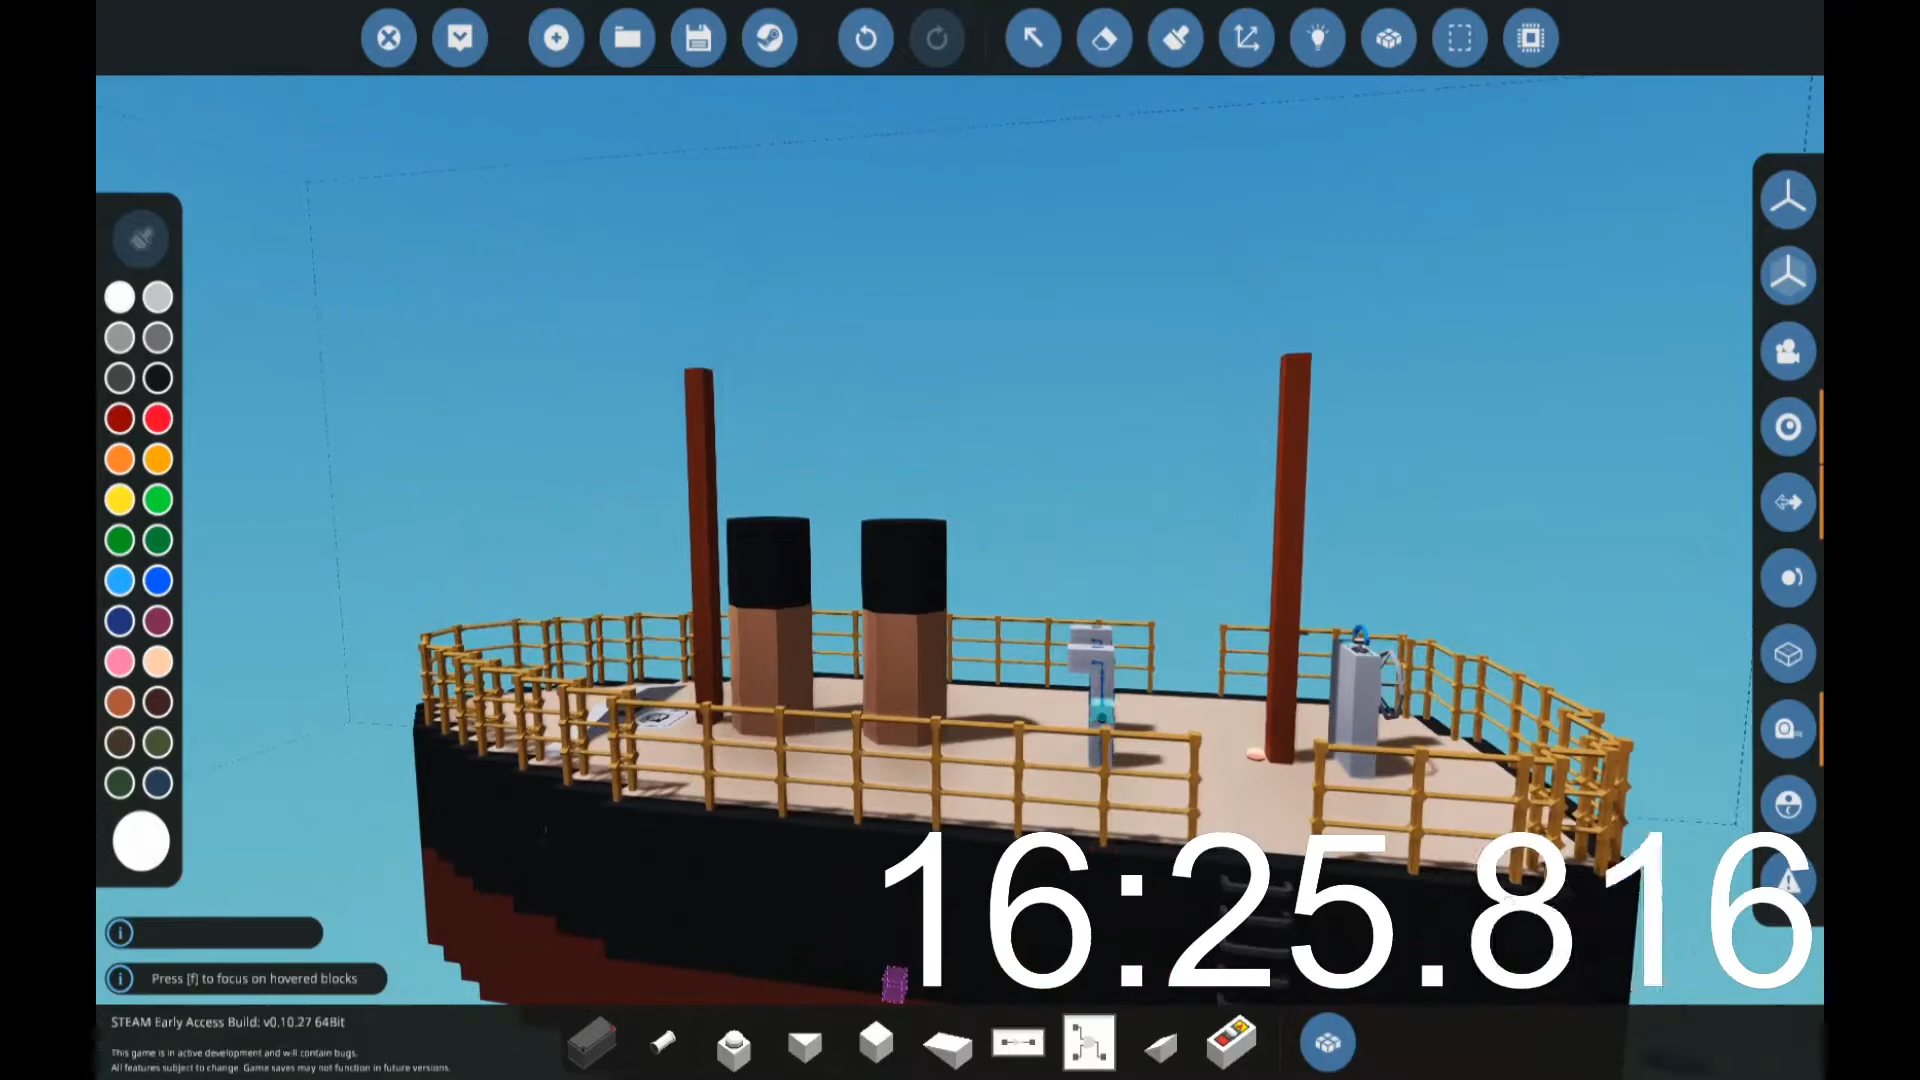 16:25.816
Press [f] to focus on hovered blocks
STEAM Early Access Build: v0.10.27 64Bit
This game is in active development and will contain bugs.
All features subject to change. Game saves may not function in future versions.